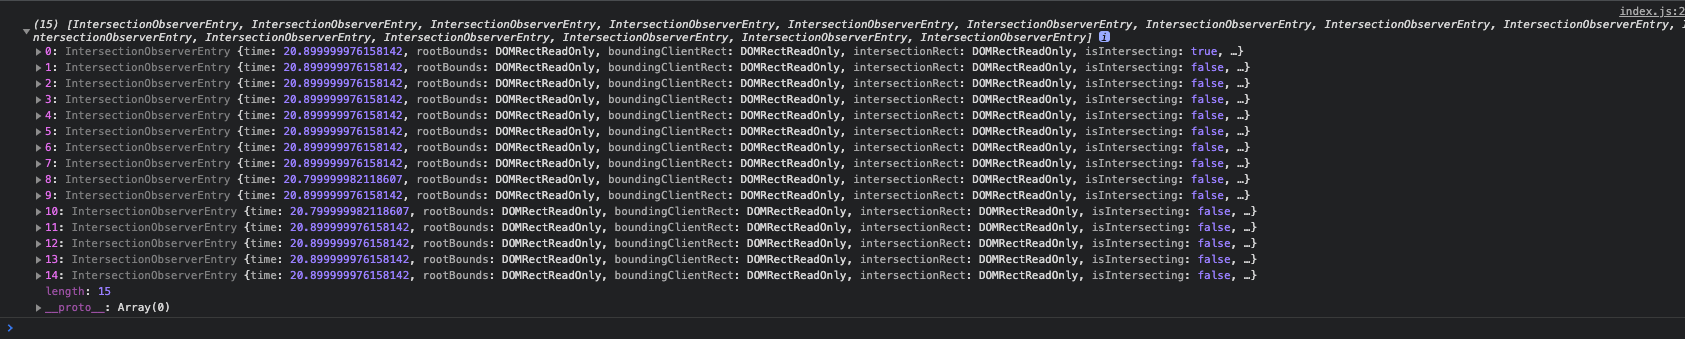 index.js:2
(15) [IntersectionObserverEntry, IntersectionObserverEntry, IntersectionObserverEntry, IntersectionObserverEntry, IntersectionObserverEntry, IntersectionObserverEntry, IntersectionObserverEntry, IntersectionObserverEntry, IntersectionObserverEntry, I
ntersectionObserverEntry, IntersectionObserverEntry, IntersectionObserverEntry, IntersectionObserverEntry, IntersectionObserverEntry, IntersectionObserverEntry] i
0: IntersectionObserverEntry {time: 20.899999976158142, rootBounds: DOMRectReadOnly, boundingClientRect: DOMRectReadOnly, intersectionRect: DOMRectReadOnly, isIntersecting: true, …}
1: IntersectionObserverEntry {time: 20.899999976158142, rootBounds: DOMRectReadOnly, boundingClientRect: DOMRectReadOnly, intersectionRect: DOMRectReadOnly, isIntersecting: false, …}
2: IntersectionObserverEntry {time: 20.899999976158142, rootBounds: DOMRectReadOnly, boundingClientRect: DOMRectReadOnly, intersectionRect: DOMRectReadOnly, isIntersecting: false, …}
3: IntersectionObserverEntry {time: 20.899999976158142, rootBounds: DOMRectReadOnly, boundingClientRect: DOMRectReadOnly, intersectionRect: DOMRectReadOnly, isIntersecting: false, …}
4: IntersectionObserverEntry {time: 20.899999976158142, rootBounds: DOMRectReadOnly, boundingClientRect: DOMRectReadOnly, intersectionRect: DOMRectReadOnly, isIntersecting: false, …}
5: IntersectionObserverEntry {time: 20.899999976158142, rootBounds: DOMRectReadOnly, boundingClientRect: DOMRectReadOnly, intersectionRect: DOMRectReadOnly, isIntersecting: false, …}
6: IntersectionObserverEntry {time: 20.899999976158142, rootBounds: DOMRectReadOnly, boundingClientRect: DOMRectReadOnly, intersectionRect: DOMRectReadOnly, isIntersecting: false, …}
7: IntersectionObserverEntry {time: 20.899999976158142, rootBounds: DOMRectReadOnly, boundingClientRect: DOMRectReadOnly, intersectionRect: DOMRectReadOnly, isIntersecting: false, …}
8: IntersectionObserverEntry {time: 20.799999982118607, rootBounds: DOMRectReadOnly, boundingClientRect: DOMRectReadOnly, intersectionRect: DOMRectReadOnly, isIntersecting: false, …}
9: IntersectionObserverEntry {time: 20.899999976158142, rootBounds: DOMRectReadOnly, boundingClientRect: DOMRectReadOnly, intersectionRect: DOMRectReadOnly, isIntersecting: false, …}
10: IntersectionObserverEntry {time: 20.799999982118607, rootBounds: DOMRectReadOnly, boundingClientRect: DOMRectReadOnly, intersectionRect: DOMRectReadOnly, isIntersecting: false, …}
11: IntersectionObserverEntry {time: 20.899999976158142, rootBounds: DOMRectReadOnly, boundingClientRect: DOMRectReadOnly, intersectionRect: DOMRectReadOnly, isIntersecting: false, …}
12: IntersectionObserverEntry {time: 20.899999976158142, rootBounds: DOMRectReadOnly, boundingClientRect: DOMRectReadOnly, intersectionRect: DOMRectReadOnly, isIntersecting: false, …}
13: IntersectionObserverEntry {time: 20.899999976158142, rootBounds: DOMRectReadOnly, boundingClientRect: DOMRectReadOnly, intersectionRect: DOMRectReadOnly, isIntersecting: false, …}
14: IntersectionObserverEntry {time: 20.899999976158142, rootBounds: DOMRectReadOnly, boundingClientRect: DOMRectReadOnly, intersectionRect: DOMRectReadOnly, isIntersecting: false, …}
length: 15
__proto__: Array(0)